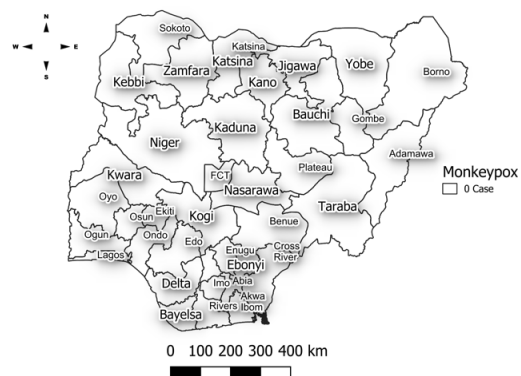 N
W E
S
Sokoto
Katsina
Katsina
Zamfara
Jigawa
Yobe
Borno
Kebbi
Kano
Bauchi
Gombe
Kaduna
Niger
Adamawa
Plateau
FCT
Kwara
Nasarawa
Taraba
Oyo
Ekiti
Osun
Kogi
Benue
Ogun
Ondo
Edo
Lagos
Enugu
Cross
River
Ebonyi
Delta
Imo
Abia
Akwa
Ibom
Rivers
Bayelsa
Monkeypox
0 Case
0 100 200 300 400 km